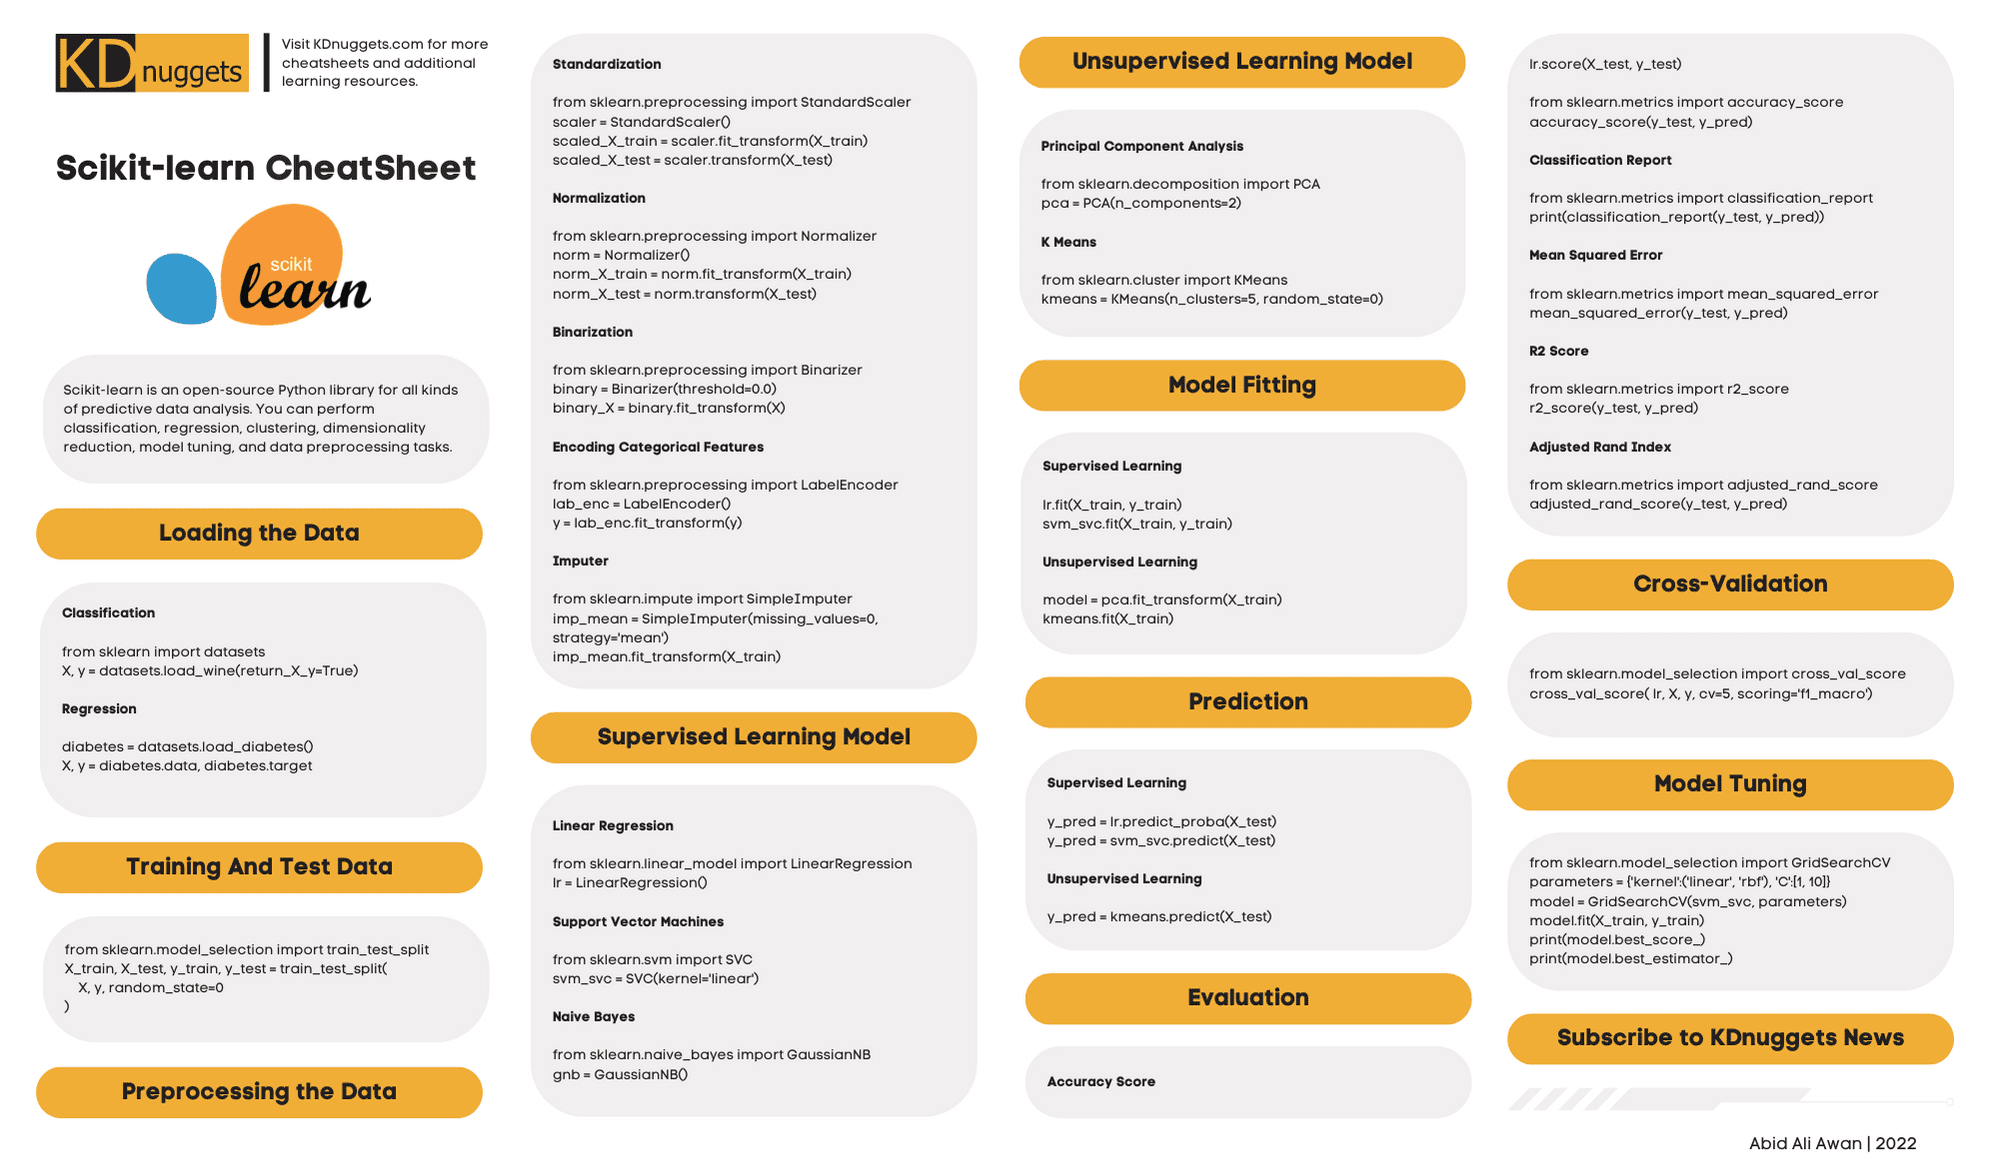 KD nuggets
Visit KDnuggets.com for more
cheatsheets and additional
learning resources.
Scikit-learn CheatSheet
scikit
learn
Scikit-learn is an open-source Python library for all kinds
of predictive data analysis. You can perform
classification, regression, clustering, dimensionality
reduction, model tuning, and data preprocessing tasks.
Loading the Data
Classification
from sklearn import datasets
X, y = datasets.load_wine(return_X_y=True)
Regression
diabetes = datasets.load_diabetes()
X, y = diabetes.data, diabetes.target
Training And Test Data
from sklearn.model_selection import train_test_split
X_train, X_test, y_train, y_test = train_test_split(
X, y, random_state=0
)
Preprocessing the Data
Standardization
from sklearn.preprocessing import StandardScaler
scaler = StandardScaler()
scaled_X_train = scaler.fit_transform(X_train)
scaled_X_test = scaler.transform(X_test)
Normalization
from sklearn.preprocessing import Normalizer
norm = Normalizer()
norm_X_train = norm.fit_transform(X_train)
norm_X_test = norm.transform(X_test)
Binarization
from sklearn.preprocessing import Binarizer
binary = Binarizer(threshold=0.0)
binary_X = binary.fit_transform(X)
Encoding Categorical Features
from sklearn.preprocessing import LabelEncoder
lab_enc = LabelEncoder()
y = lab_enc.fit_transform(y)
Imputer
from sklearn.impute import SimpleImputer
imp_mean = SimpleImputer(missing_values=0,
strategy='mean')
imp_mean.fit_transform(X_train)
Supervised Learning Model
Linear Regression
from sklearn.linear_model import LinearRegression
lr = LinearRegression()
Support Vector Machines
from sklearn.svm import SVC
svm_svc = SVC(kernel='linear')
Naive Bayes
from sklearn.naive_bayes import GaussianNB
gnb = GaussianNB()
Unsupervised Learning Model
Principal Component Analysis
from sklearn.decomposition import PCA
pca = PCA(n_components=2)
K Means
from sklearn.cluster import KMeans
kmeans = KMeans(n_clusters=5, random_state=0)
Model Fitting
Supervised Learning
lr.fit(X_train, y_train)
svm_svc.fit(X_train, y_train)
Unsupervised Learning
model = pca.fit_transform(X_train)
kmeans.fit(X_train)
Prediction
Supervised Learning
y_pred = lr.predict_proba(X_test)
y_pred = svm_svc.predict(X_test)
Unsupervised Learning
y_pred = kmeans.predict(X_test)
Evaluation
Accuracy Score
lr.score(X_test, y_test)
from sklearn.metrics import accuracy_score
accuracy_score(y_test, y_pred)
Classification Report
from sklearn.metrics import classification_report
print(classification_report(y_test, y_pred))
Mean Squared Error
from sklearn.metrics import mean_squared_error
mean_squared_error(y_test, y_pred)
R2 Score
from sklearn.metrics import r2_score
r2_score(y_test, y_pred)
Adjusted Rand Index
from sklearn.metrics import adjusted_rand_score
adjusted_rand_score(y_test, y_pred)
Cross-Validation
from sklearn.model_selection import cross_val_score
cross_val_score( lr, X, y, cv=5, scoring='f1_macro')
Model Tuning
from sklearn.model_selection import GridSearchCV
parameters = {'kernel':('linear', 'rbf'), 'C':[1, 10]}
model = GridSearchCV(svm_svc, parameters)
model.fit(X_train, y_train)
print(model.best_score_)
print(model.best_estimator_)
Subscribe to KDnuggets News
Abid Ali Awan | 2022